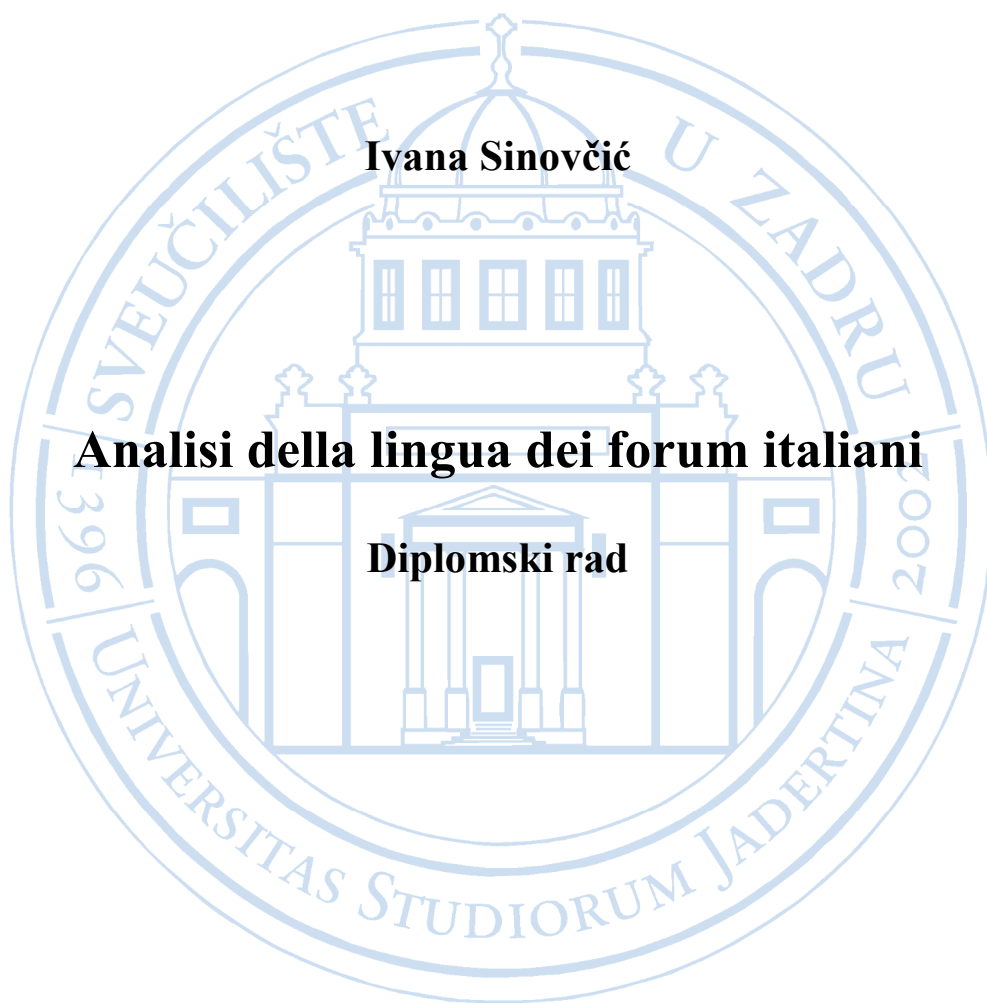 Ivana Sinovčić
Analisi della lingua dei forum italiani
Diplomski rad
SVEUČILIŠTE U ZADRU
1396
2002
UNIVERSITAS STUDIORUM JADERTINA